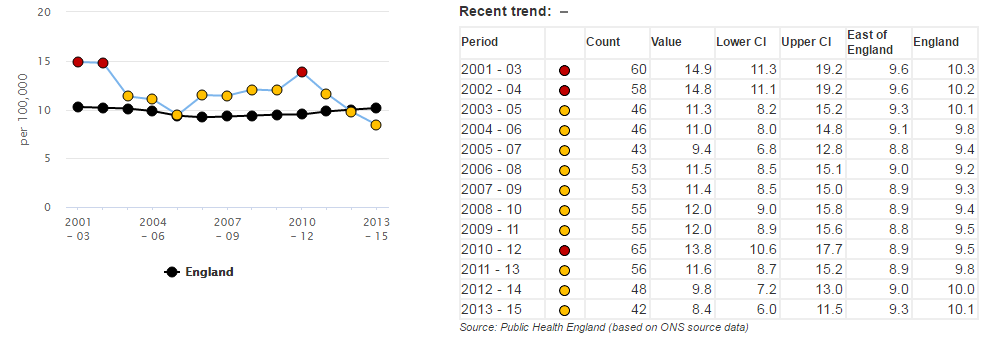 20
15
10
5
0
per 100,000
2001 - 03
2004 - 06
2007 - 09
2010 - 12
2013 - 15
England
Recent trend: –
Period Count Value Lower CI Upper CI East of England England
2001 - 03 60 14.9 11.3 19.2 9.6 10.3
2002 - 04 58 14.8 11.1 19.2 9.6 10.2
2003 - 05 46 11.3 8.2 15.2 9.3 10.1
2004 - 06 46 11.0 8.0 14.8 9.1 9.8
2005 - 07 43 9.4 6.8 12.8 8.8 9.4
2006 - 08 53 11.5 8.5 15.1 9.0 9.2
2007 - 09 53 11.4 8.5 15.0 8.9 9.3
2008 - 10 55 12.0 9.0 15.8 8.9 9.4
2009 - 11 55 12.0 8.9 15.6 8.8 9.5
2010 - 12 65 13.8 10.6 17.7 8.9 9.5
2011 - 13 56 11.6 8.7 15.2 8.9 9.8
2012 - 14 48 9.8 7.2 13.0 9.0 10.0
2013 - 15 42 8.4 6.0 11.5 9.3 10.1
Source: Public Health England (based on ONS source data)